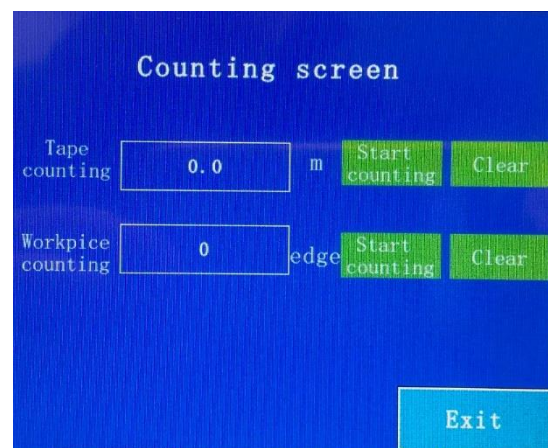 Counting screen
Tape counting 0.0 m Start counting Clear
Workpice counting 0 edge Start counting Clear
Exit